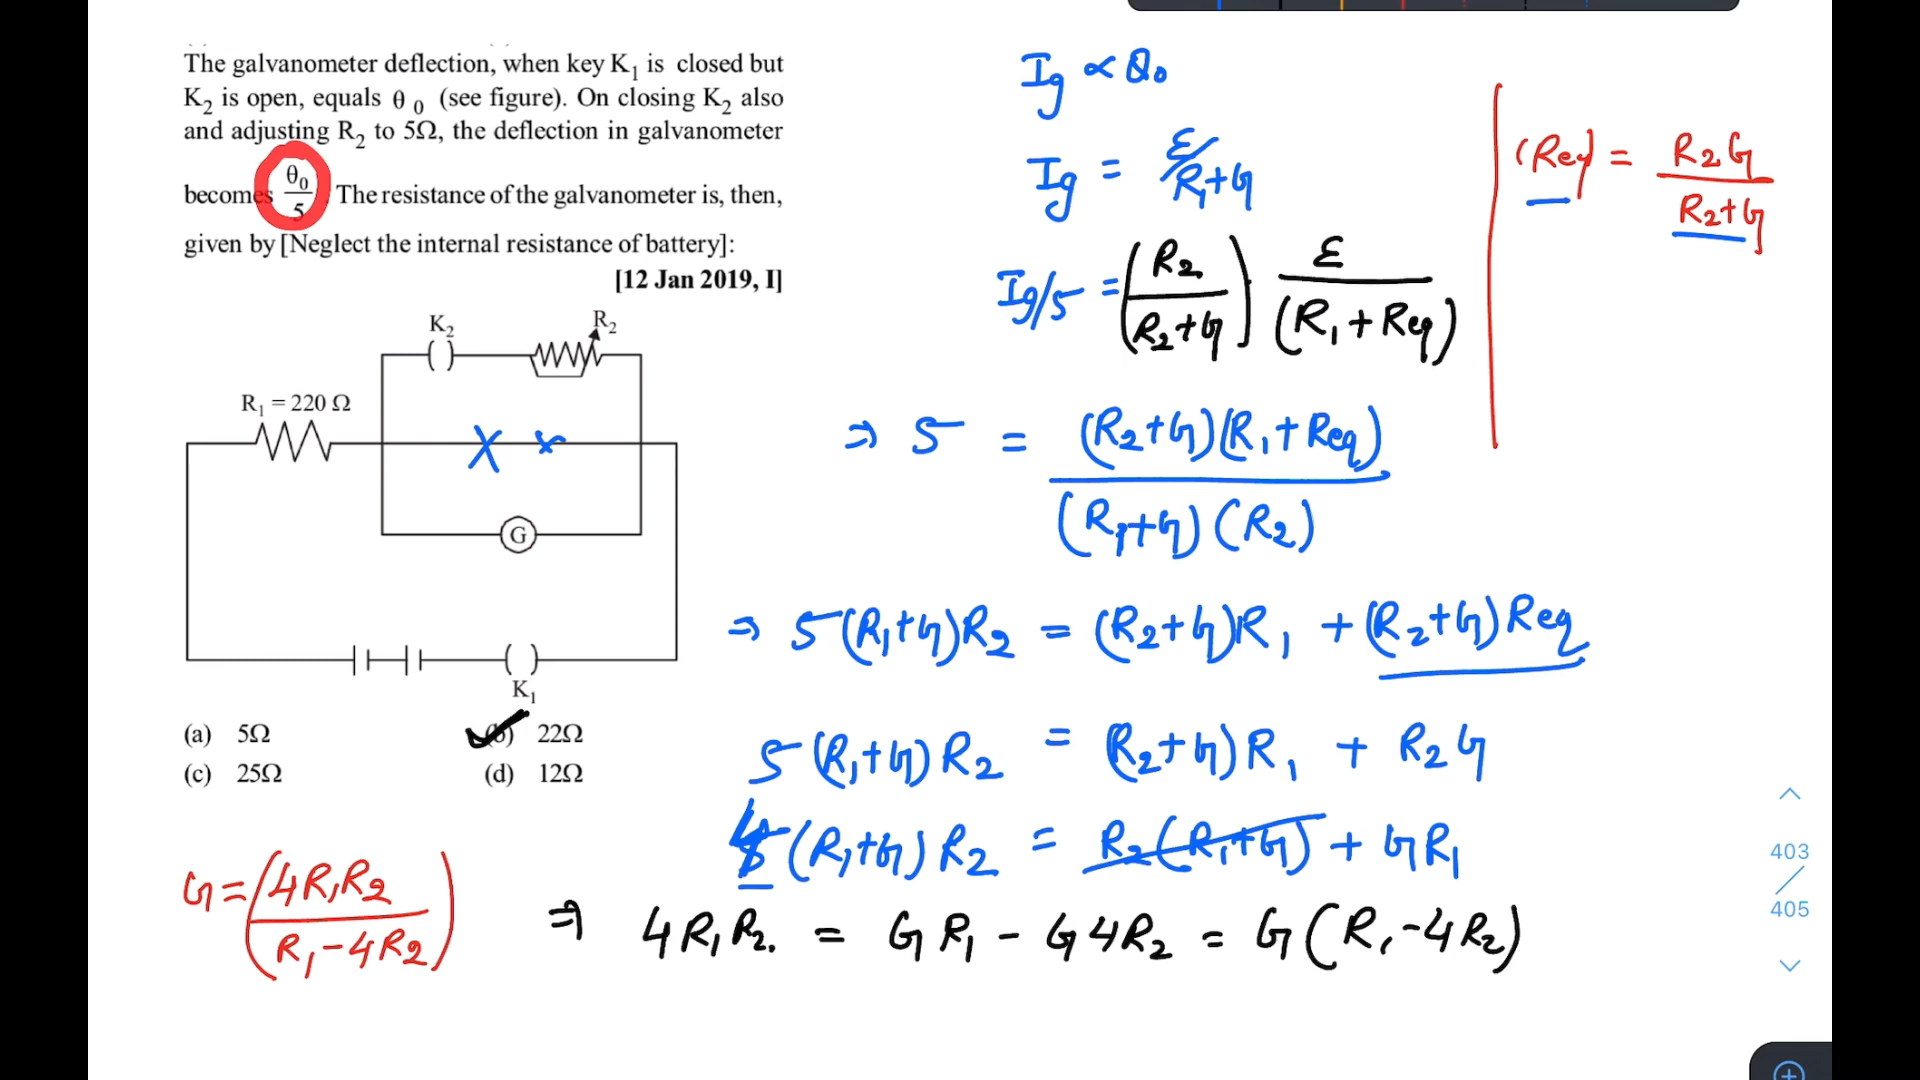 The galvanometer deflection, when key K₁ is closed but
K₂ is open, equals θ₀ (see figure). On closing K₂ also
and adjusting R₂ to 5Ω, the deflection in galvanometer
becomes θ₀/5. The resistance of the galvanometer is, then,
given by [Neglect the internal resistance of battery]:
[12 Jan 2019, I]
K₂
R₂
R₁ = 220 Ω
G
K₁
(a) 5Ω
(b) 22Ω
(c) 25Ω
(d) 12Ω
Ig ∝ θ₀
Ig = ε/R₁+G
Ig/5 = (R₂/R₂+G) ε/(R₁+Req)
⇒ 5 = (R₂+G)(R₁+Req)/(R₁+G)(R₂)
⇒ 5(R₁+G)R₂ = (R₂+G)R₁ + (R₂+G)Req
5(R₁+G)R₂ = (R₂+G)R₁ + R₂G
4(R₁+G)R₂ = R₂(R₁+G) + GR₁
⇒ 4R₁R₂. = GR₁ - G4R₂ = G(R₁-4R₂)
G = (4R₁R₂/R₁-4R₂)
(Req) = R₂G/R₂+G
403
405